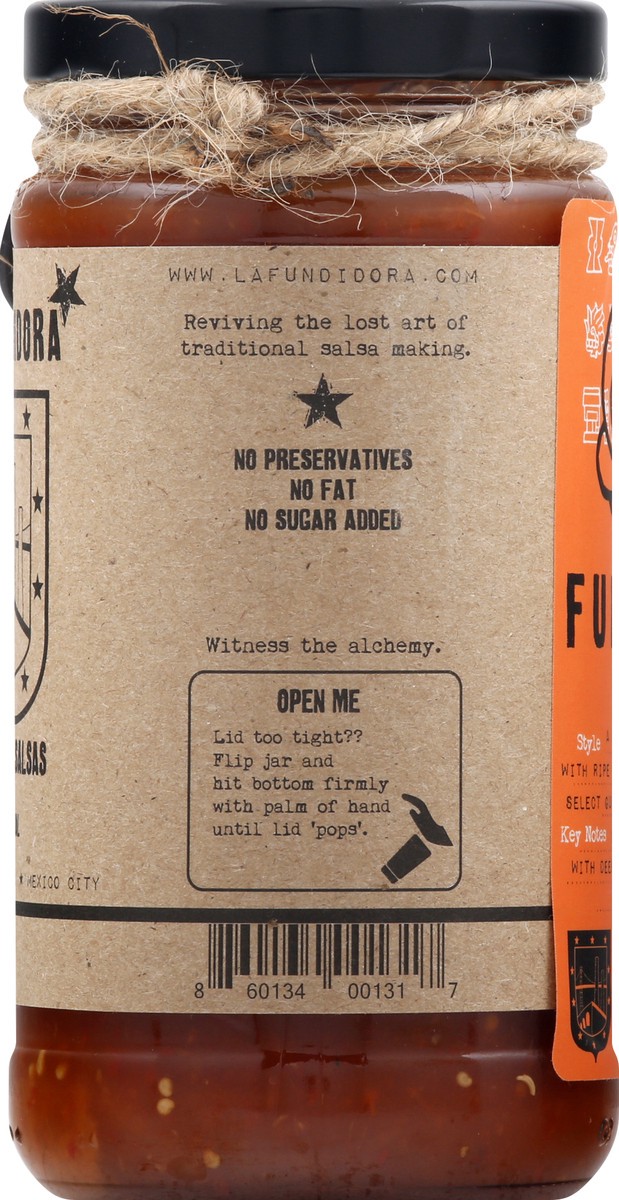 WWW.LAFUNDIDORA.COM
Reviving the lost art of
traditional salsa making.
NO PRESERVATIVES
NO FAT
NO SUGAR ADDED
Witness the alchemy.
OPEN ME
Lid too tight??
Flip jar and
hit bottom firmly
with palm of hand
until lid 'pops'.
8 60134 00131 7
DORA
SALSAS
MEXICO CITY
FU
Style
WITH RIPE
SELECT
Key Notes
WITH